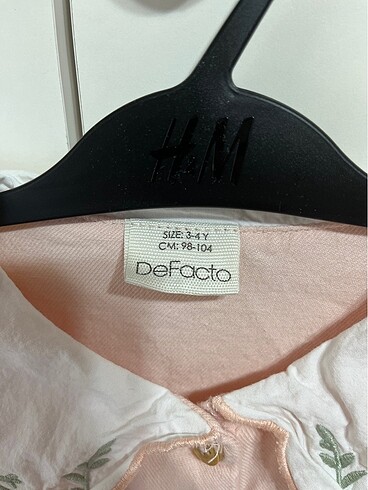 H&M
SIZE: 3-4 Y
CM: 98-104
DeFacto